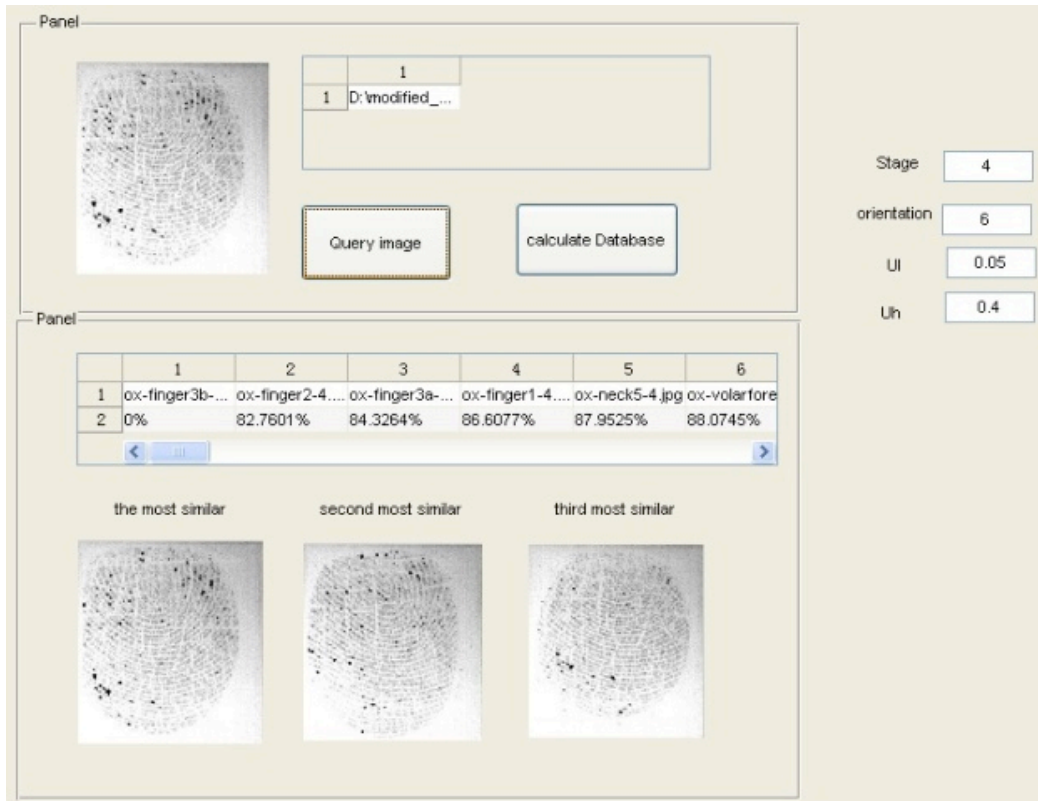 Panel
1
1 D:\modified_...
Query image
calculate Database
Stage 4
orientation 6
Ul 0.05
Uh 0.4
Panel
1 2 3 4 5 6
1 ox-finger3b-... ox-finger2-4.... ox-finger3a-... ox-finger1-4.... ox-neck5-4.jpg ox-volarfore
2 0% 82.7601% 84.3264% 86.6077% 87.9525% 88.0745%
the most similar
second most similar
third most similar